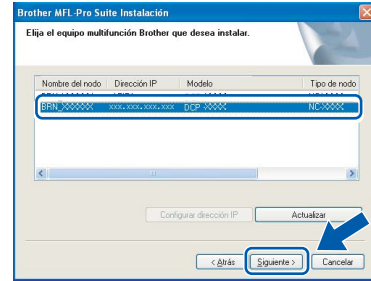 Brother MFL-Pro Suite Instalación
Elija el equipo multifunción Brother que desea instalar.
Nombre del nodo Dirección IP Modelo Tipo de nodo
BRN_XXXXXX xxx.xxx.xxx.xxx DCP-XXXX NC-XXXX
Configurar dirección IP Actualizar
< Atrás Siguiente > Cancelar